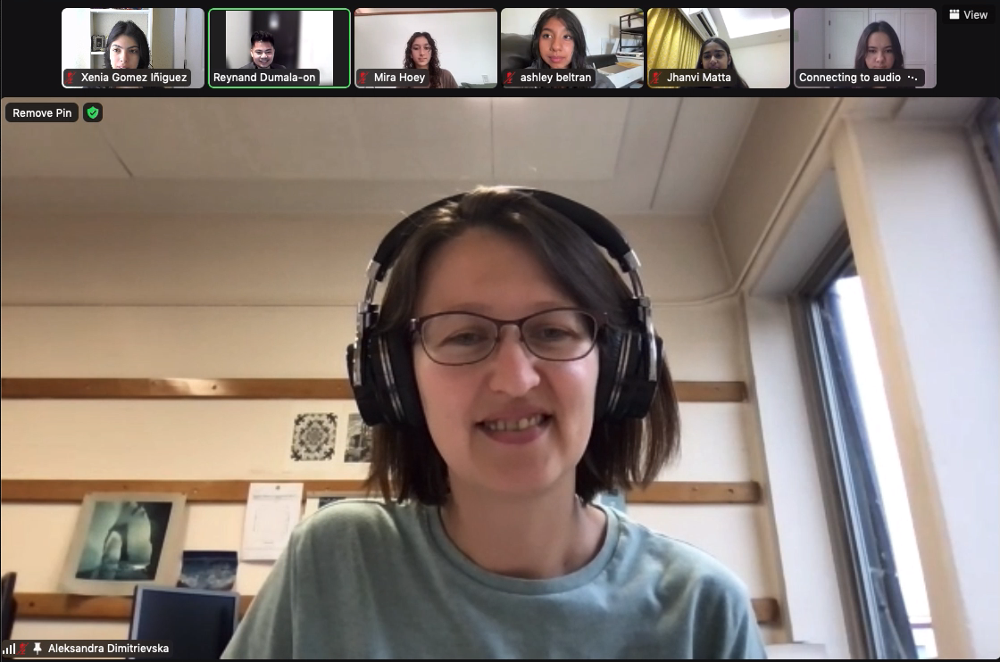 View
Xenia Gomez Iñiguez
Reynand Dumala-on
Mira Hoey
ashley beltran
Jhanvi Matta
Connecting to audio ···
Remove Pin
Aleksandra Dimitrievska